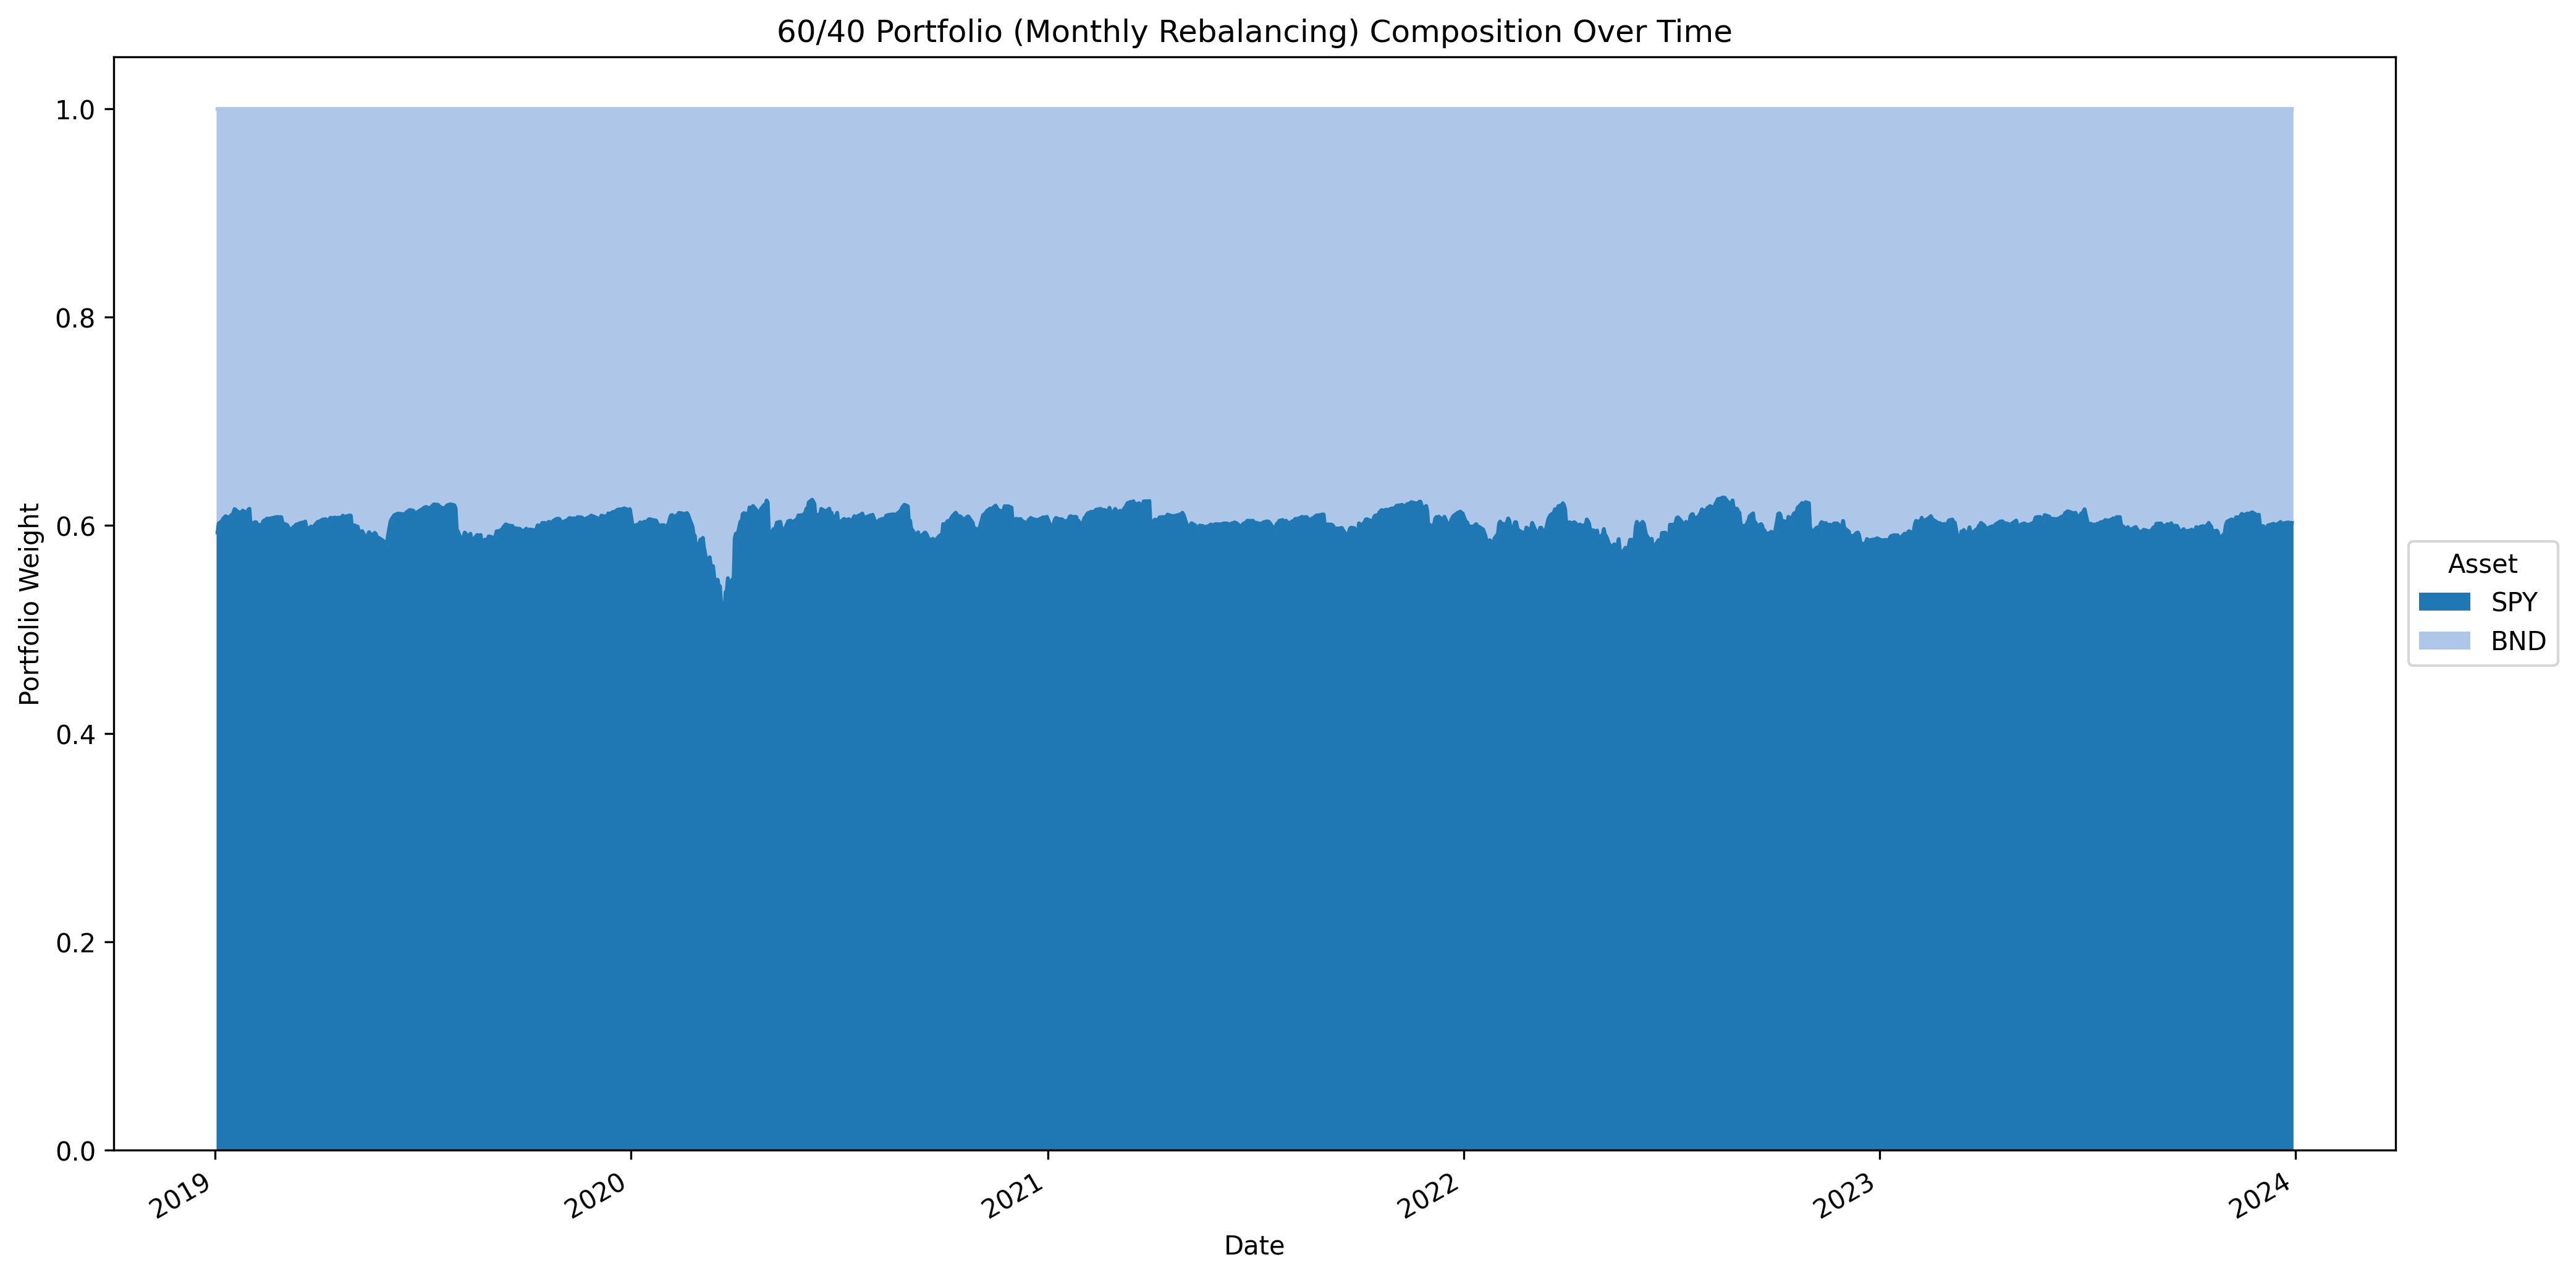 60/40 Portfolio (Monthly Rebalancing) Composition Over Time
1.0
0.8
0.6
0.4
0.2
0.0
Portfolio Weight
2019
2020
2021
2022
2023
2024
Date
Asset
SPY
BND